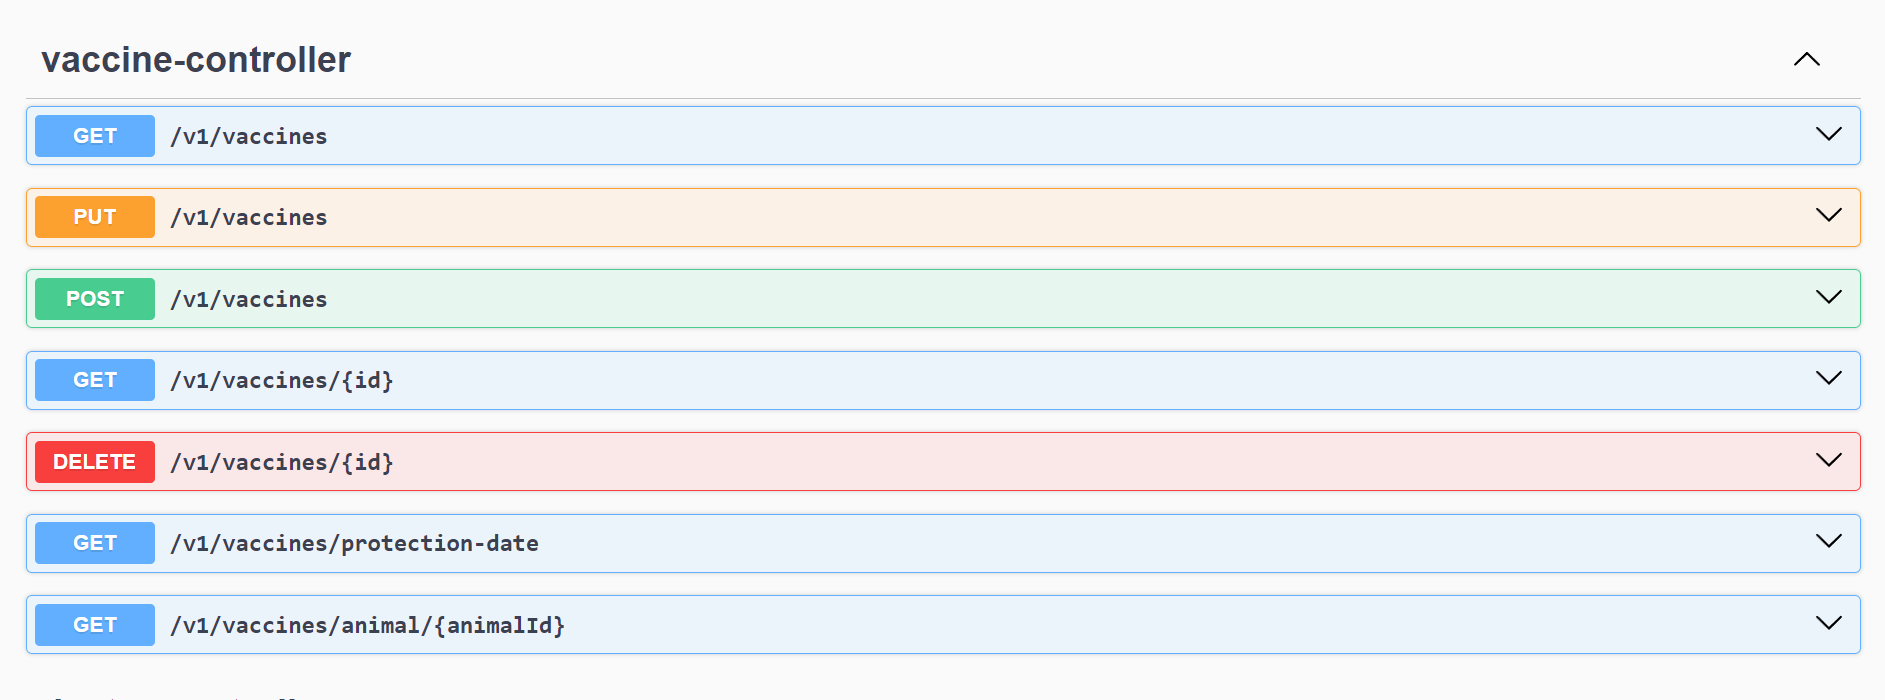 vaccine-controller
GET /v1/vaccines
PUT /v1/vaccines
POST /v1/vaccines
GET /v1/vaccines/{id}
DELETE /v1/vaccines/{id}
GET /v1/vaccines/protection-date
GET /v1/vaccines/animal/{animalId}